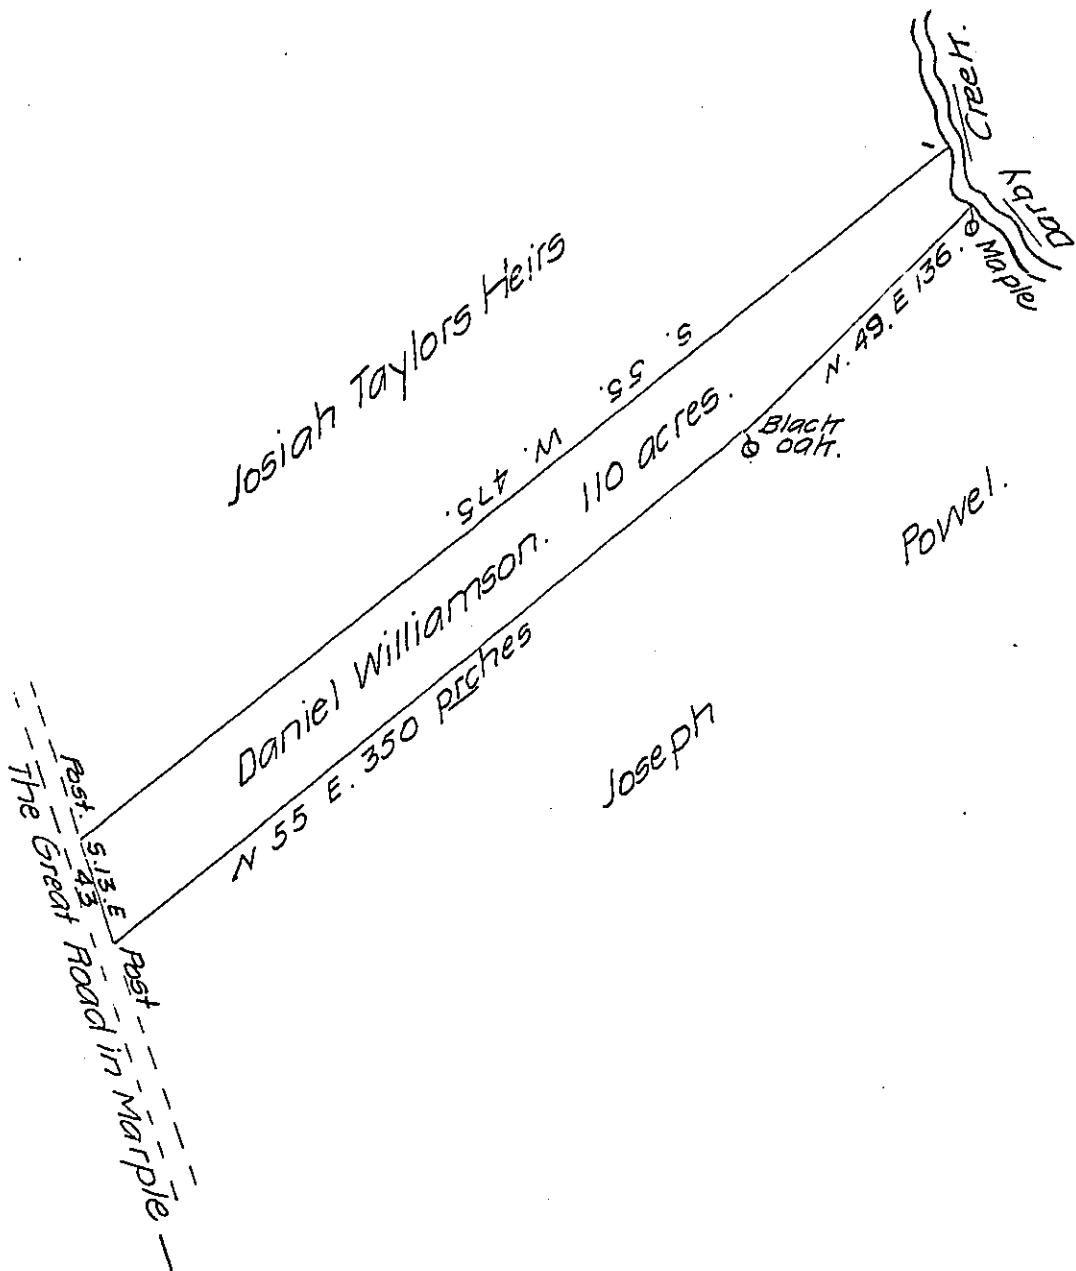 Creek.
Darby
Maple
N. 49. E 136.
Josiah Taylors Heirs
S. 55. W. 475.
Black
oak.
Daniel Williamson. 110 acres.
Powel.
N 55 E. 350 prches
Joseph
Post.
S. 13. E
43
Post
The Great Road in Marple